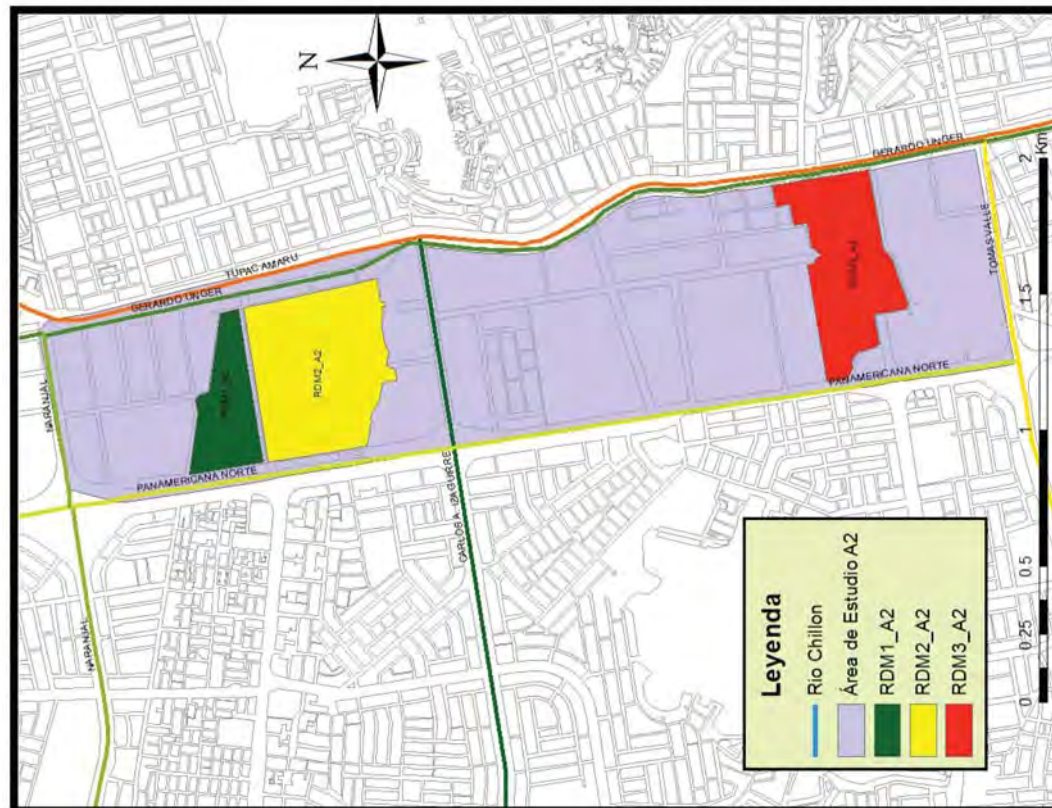 N
NARANJAL
TUPAC AMARU
GERARDO UNGER
RDM2_A2
PANAMERICANA NORTE
NARANJAL
CARLOS A. IZAGUIRRE
GERARDO UNGER
PANAMERICANA NORTE
TOMAS VALLE
Leyenda
Rio Chillon
Área de Estudio A2
RDM1_A2
RDM2_A2
RDM3_A2
0 0.25 0.5 1 1.5 2
Km